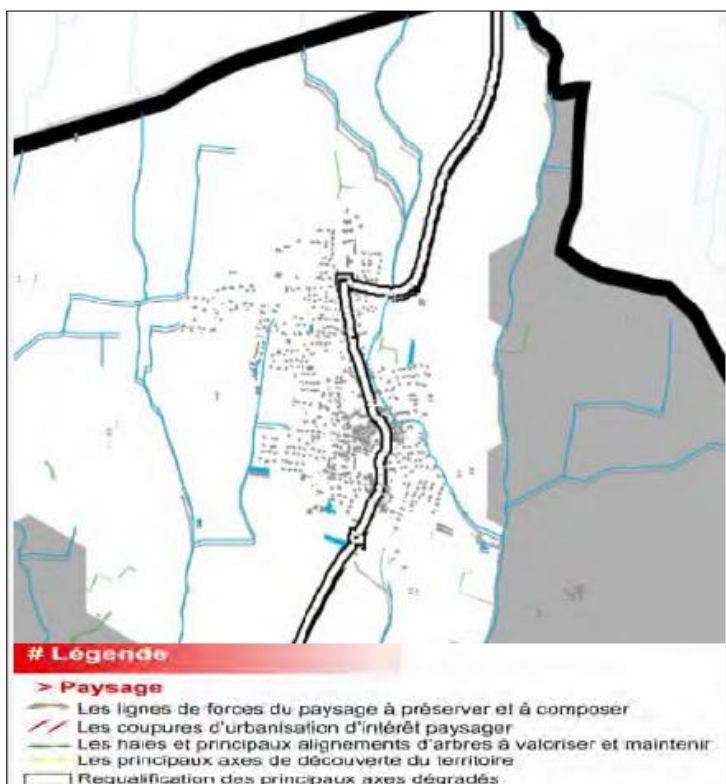 # Légende
> Paysage
Les lignes de forces du paysage à préserver et à composer
Les coupures d'urbanisation d'intérêt paysager
Les haies et principaux alignements d'arbres à valoriser et maintenir
Les principaux axes de découverte du territoire
Requalification des principaux axes dégradés